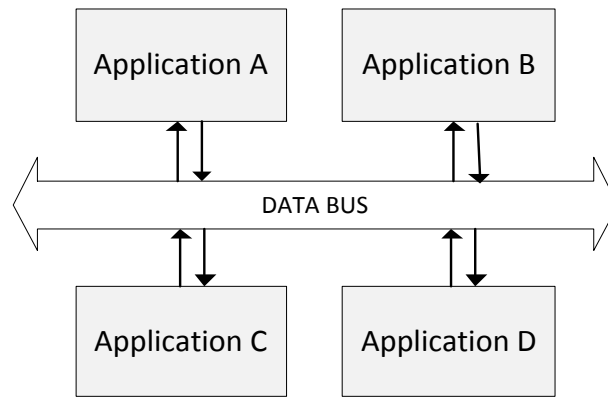 Application A
Application B
DATA BUS
Application C
Application D